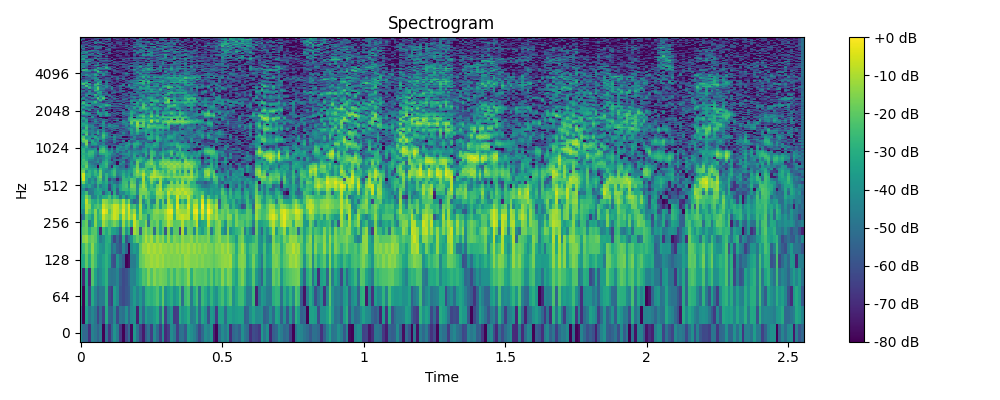 Spectrogram
Hz
4096
2048
1024
512
256
128
64
0
0
0.5
1
1.5
2
2.5
Time
+0 dB
-10 dB
-20 dB
-30 dB
-40 dB
-50 dB
-60 dB
-70 dB
-80 dB